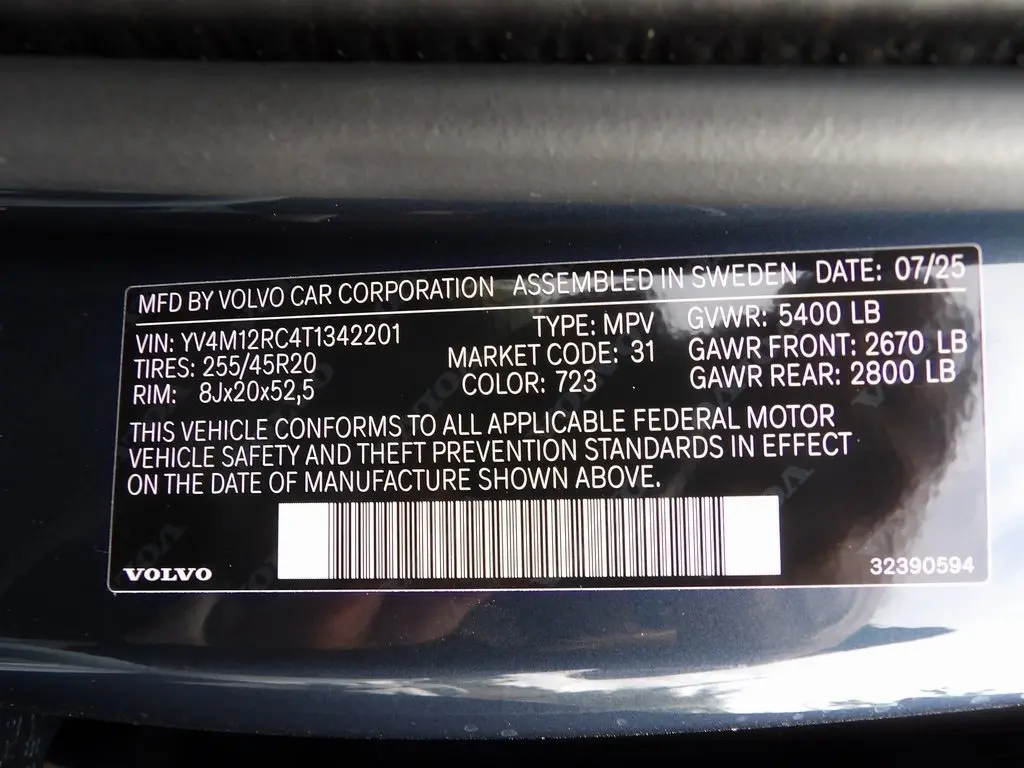 MFD BY VOLVO CAR CORPORATION ASSEMBLED IN SWEDEN DATE: 07/25
VIN: YV4M12RC4T1342201 TYPE: MPV GVWR: 5400 LB
TIRES: 255/45R20 MARKET CODE: 31 GAWR FRONT: 2670 LB
RIM: 8Jx20x52,5 COLOR: 723 GAWR REAR: 2800 LB
THIS VEHICLE CONFORMS TO ALL APPLICABLE FEDERAL MOTOR
VEHICLE SAFETY AND THEFT PREVENTION STANDARDS IN EFFECT
ON THE DATE OF MANUFACTURE SHOWN ABOVE.
VOLVO 32390594